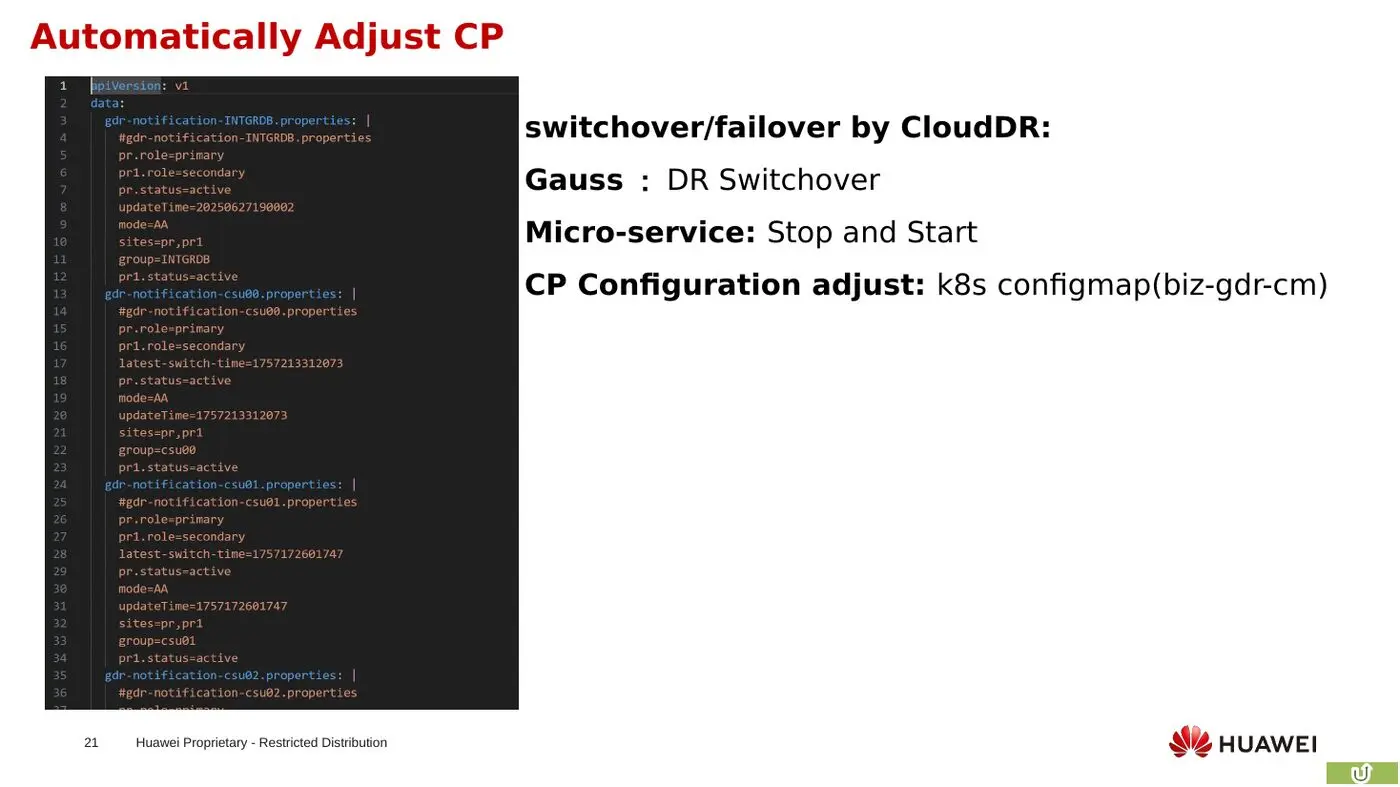 Automatically Adjust CP
1 apiVersion: v1
2 data:
3 gdr-notification-INTGRDB.properties: |
4 #gdr-notification-INTGRDB.properties
5 pr.role=primary
6 pr1.role=secondary
7 pr.status=active
8 updateTime=20250627190002
9 mode=AA
10 sites=pr,pr1
11 group=INTGRDB
12 pr1.status=active
13 gdr-notification-csu00.properties: |
14 #gdr-notification-csu00.properties
15 pr.role=primary
16 pr1.role=secondary
17 latest-switch-time=1757213312073
18 pr.status=active
19 mode=AA
20 updateTime=1757213312073
21 sites=pr,pr1
22 group=csu00
23 pr1.status=active
24 gdr-notification-csu01.properties: |
25 #gdr-notification-csu01.properties
26 pr.role=primary
27 pr1.role=secondary
28 latest-switch-time=1757172601747
29 pr.status=active
30 mode=AA
31 updateTime=1757172601747
32 sites=pr,pr1
33 group=csu01
34 pr1.status=active
35 gdr-notification-csu02.properties: |
36 #gdr-notification-csu02.properties
37 pr.role=primary
switchover/failover by CloudDR:
Gauss ：DR Switchover
Micro-service: Stop and Start
CP Configuration adjust: k8s configmap(biz-gdr-cm)
21 Huawei Proprietary - Restricted Distribution
HUAWEI